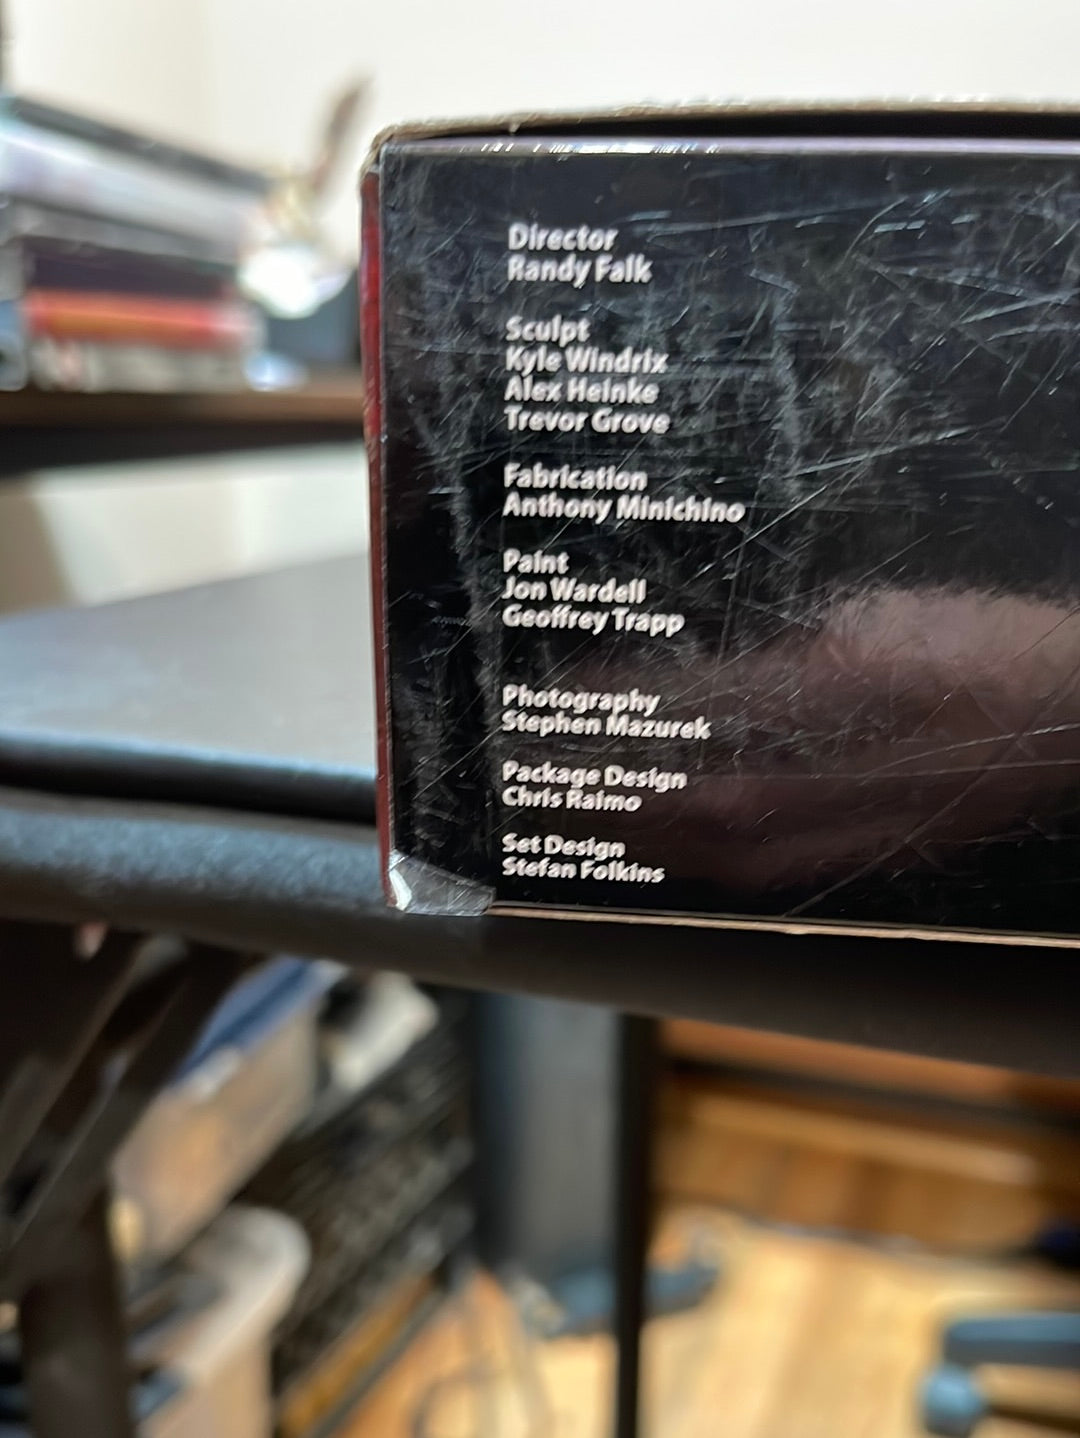 Director
Randy Falk
Sculpt
Kyle Windrix
Alex Heinke
Trevor Grove
Fabrication
Anthony Minichino
Paint
Jon Wardell
Geoffrey Trapp
Photography
Stephen Mazurek
Package Design
Chris Raimo
Set Design
Stefan Folkins